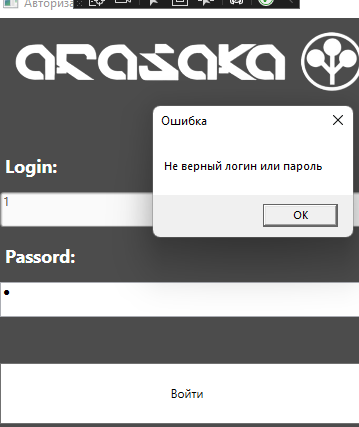 Авториза
arasaka
Ошибка
Не верный логин или пароль
OK
Login:
1
Passord:
Войти